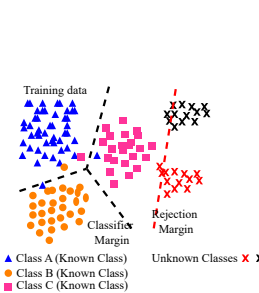 Training data
Classifier
Margin
Rejection
Margin
Class A (Known Class)
Unknown Classes
Class B (Known Class)
Class C (Known Class)